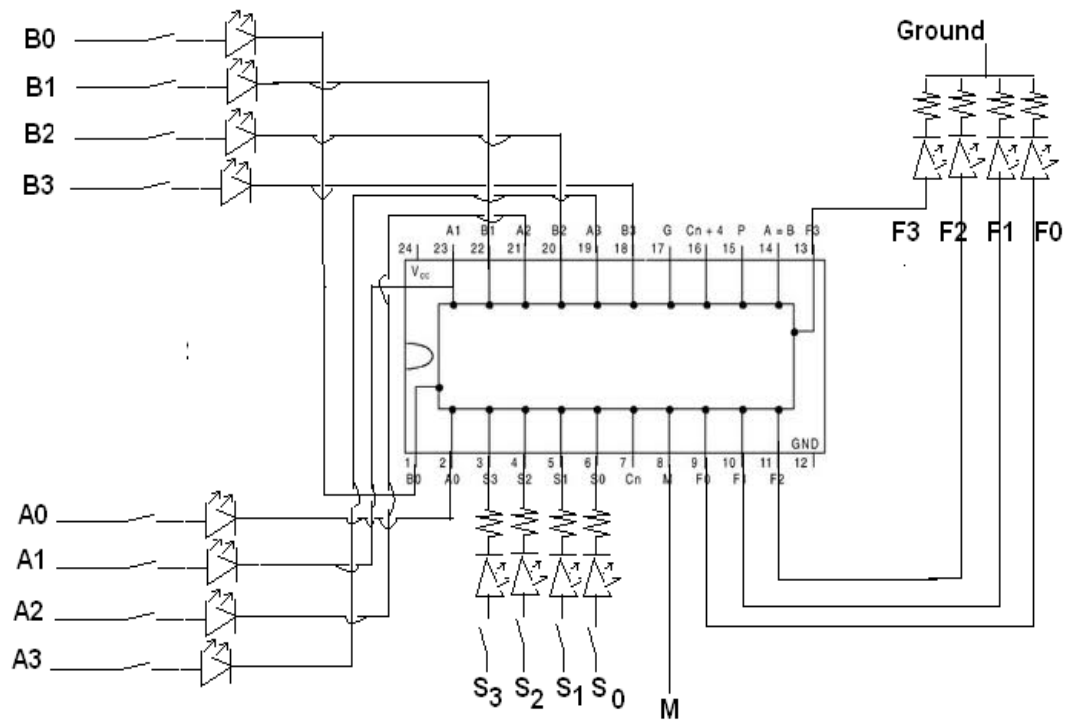 B0
B1
B2
B3
Ground
F3 F2 F1 F0
A1 B1 A2 B2 A3 B3 G Cn + 4 P A = B F3
24 23 22 21 20 19 18 17 16 15 14 13
Vcc
GND
1 2 3 4 5 6 7 8 9 10 11 12
B0 A0 S3 S2 S1 S0 Cn M F0 F1 F2
A0
A1
A2
A3
S3 S2 S1 S0
M